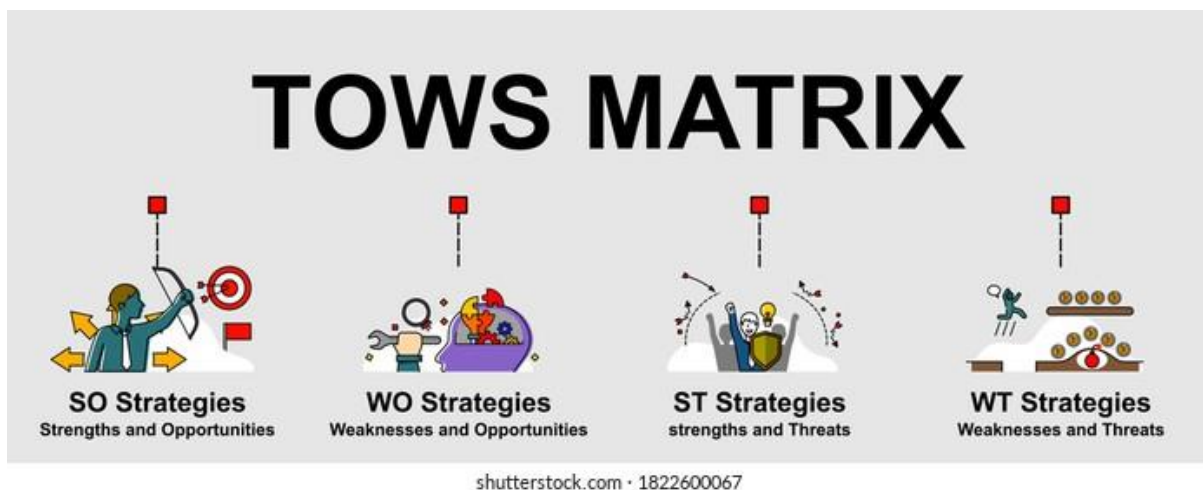 TOWS MATRIX
SO Strategies
Strengths and Opportunities
WO Strategies
Weaknesses and Opportunities
ST Strategies
strengths and Threats
WT Strategies
Weaknesses and Threats
shutterstock.com · 1822600067